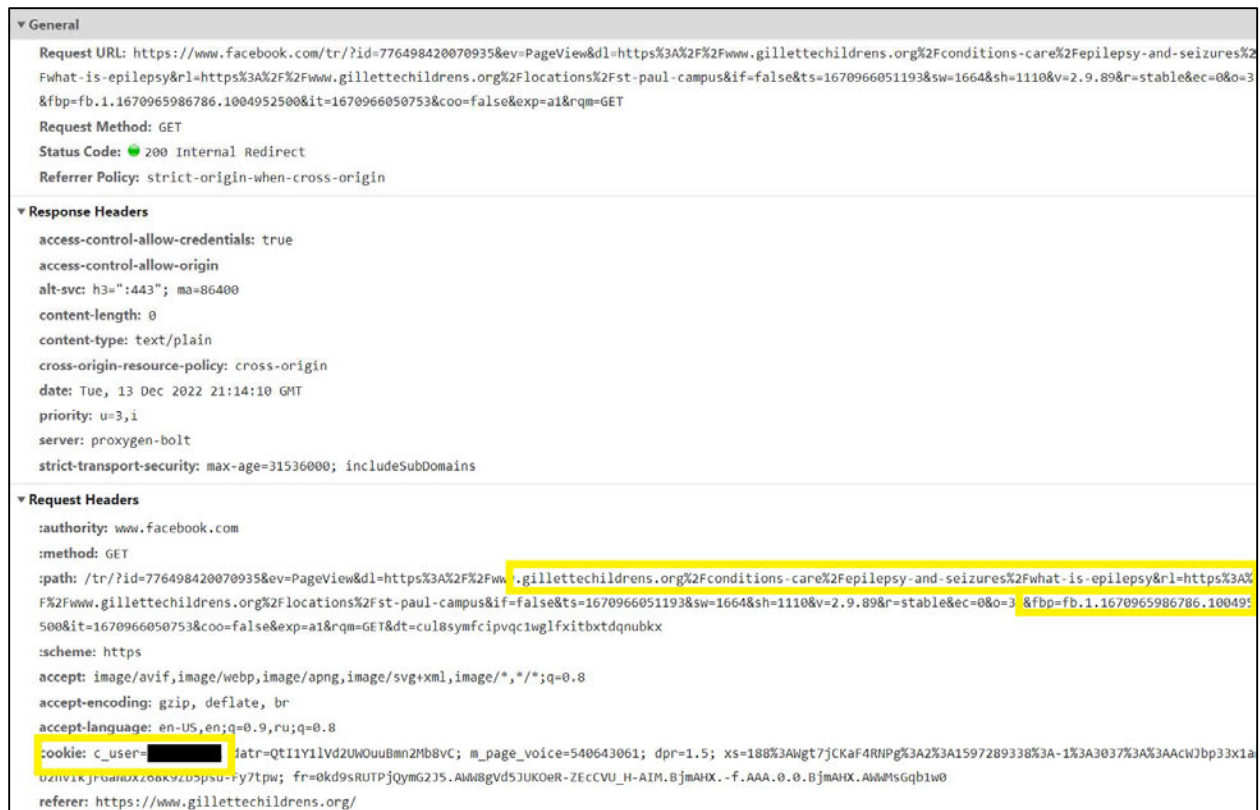 General
Request URL: https://www.facebook.com/tr/?id=776498420070935&ev=PageView&dl=https%3A%2F%2Fwww.gillettechildrens.org%2Fconditions-care%2Fepilepsy-and-seizures%2
Fwhat-is-epilepsy&rl=https%3A%2F%2Fwww.gillettechildrens.org%2Flocations%2Fst-paul-campus&if=false&ts=1670966051193&sw=1664&sh=1110&v=2.9.89&r=stable&ec=0&o=3
&fbp=fb.1.1670965986786.1004952500&it=1670966050753&coo=false&exp=a1&rqm=GET
Request Method: GET
Status Code: 200 Internal Redirect
Referrer Policy: strict-origin-when-cross-origin
Response Headers
access-control-allow-credentials: true
access-control-allow-origin
alt-svc: h3=":443"; ma=86400
content-length: 0
content-type: text/plain
cross-origin-resource-policy: cross-origin
date: Tue, 13 Dec 2022 21:14:10 GMT
priority: u=3,i
server: proxygen-bolt
strict-transport-security: max-age=31536000; includeSubDomains
Request Headers
:authority: www.facebook.com
:method: GET
:path: /tr/?id=776498420070935&ev=PageView&dl=https%3A%2F%2Fwww.gillettechildrens.org%2Fconditions-care%2Fepilepsy-and-seizures%2Fwhat-is-epilepsy&rl=https%3A%
F%2Fwww.gillettechildrens.org%2Flocations%2Fst-paul-campus&if=false&ts=1670966051193&sw=1664&sh=1110&v=2.9.89&r=stable&ec=0&o=3 &fbp=fb.1.1670965986786.100495
500&it=1670966050753&coo=false&exp=a1&rqm=GET&dt=cul8symfcipvqc1wglfxitbxtdqnubkx
:scheme: https
accept: image/avif,image/webp,image/apng,image/svg+xml,image/*,*/*;q=0.8
accept-encoding: gzip, deflate, br
accept-language: en-US,en;q=0.9,ru;q=0.8
cookie: c_user= datr=QtI1Y1lVd2UWOuuBmn2Mb8vC; m_page_voice=540643061; dpr=1.5; xs=188%3AWgt7jCKaF4RNPg%3A2%3A1597289338%3A-1%3A3037%3A%3AAcWJbp33x1a
fr=0kd9sRUTPjQymG2J5.AWW8gVd5JUKOeR-ZEcCVU_H-AIM.BjmAHX.-f.AAA.0.0.BjmAHX.AWWMsGqb1w0
referer: https://www.gillettechildrens.org/